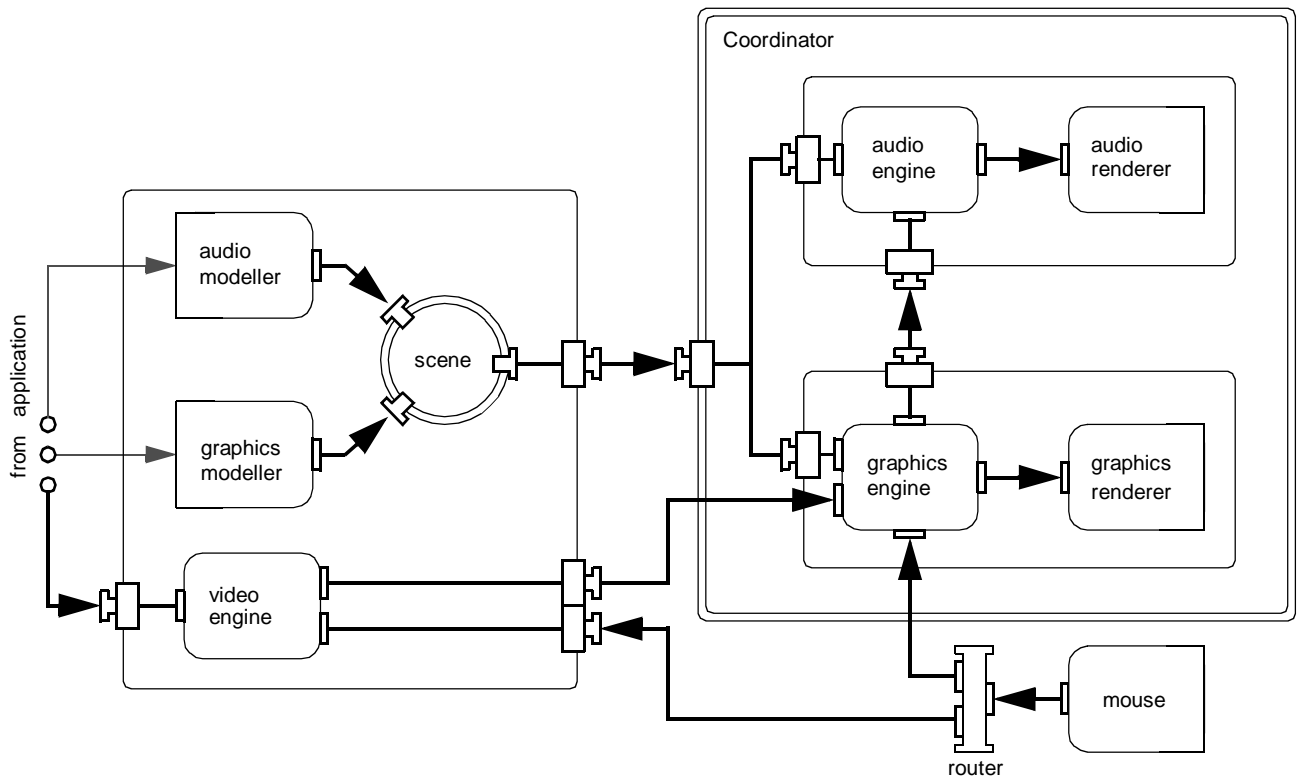 Coordinator
audio
engine
audio
renderer
audio
modeller
scene
from application
graphics
modeller
graphics
engine
graphics
renderer
video
engine
mouse
router